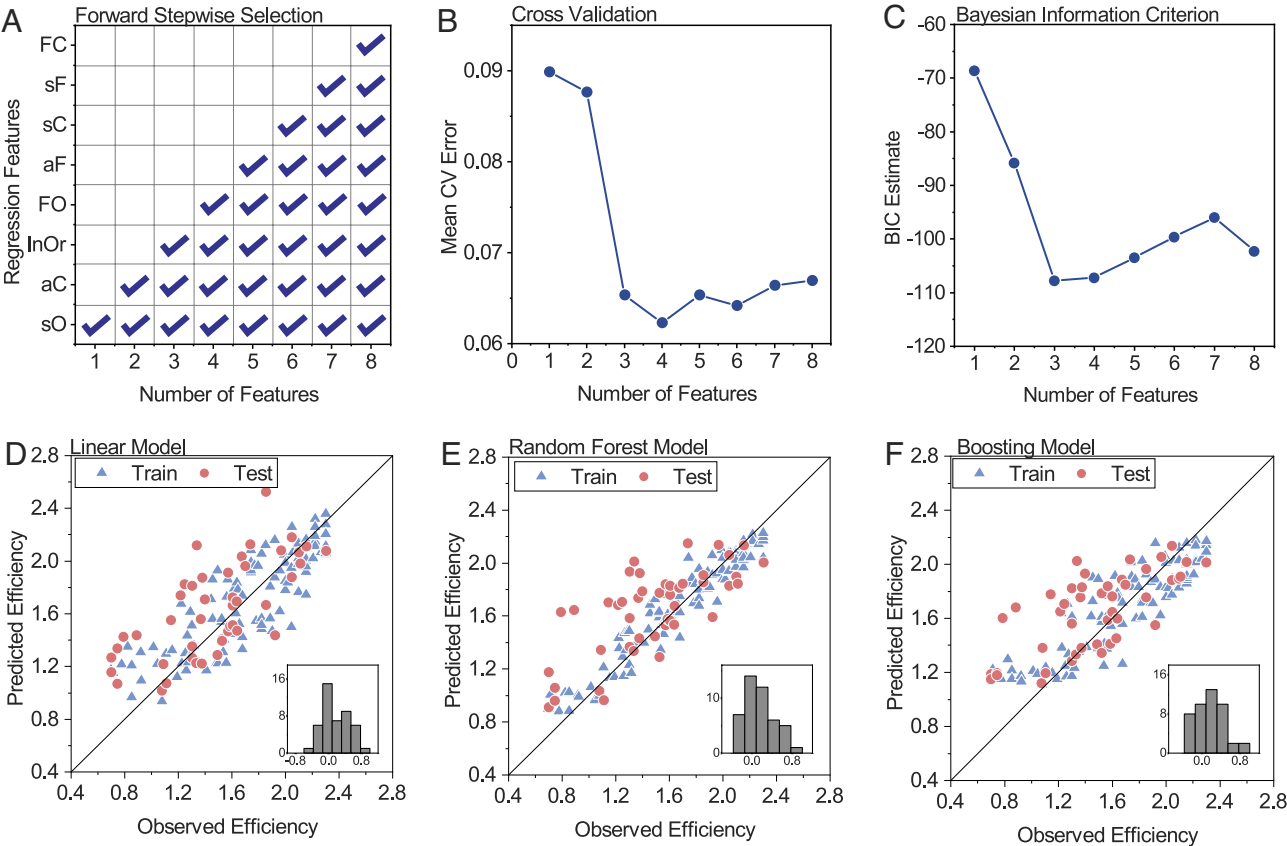 A
Forward Stepwise Selection
Regression Features
FC
sF
sC
aF
FO
InOr
aC
sO
1 2 3 4 5 6 7 8
Number of Features
B
Cross Validation
Mean CV Error
0.09
0.08
0.07
0.06
0 1 2 3 4 5 6 7 8
Number of Features
C
Bayesian Information Criterion
BIC Estimate
-60
-70
-80
-90
-100
-110
-120
1 2 3 4 5 6 7 8
Number of Features
D
Linear Model
Train Test
Predicted Efficiency
2.8
2.4
2.0
1.6
1.2
0.8
0.4
16
8
0
-0.8 0.0 0.8
0.4 0.8 1.2 1.6 2.0 2.4 2.8
Observed Efficiency
E
Random Forest Model
Train Test
Predicted Efficiency
2.8
2.4
2.0
1.6
1.2
0.8
0.4
10
0
0.0 0.8
0.4 0.8 1.2 1.6 2.0 2.4 2.8
Observed Efficiency
F
Boosting Model
Train Test
Predicted Efficiency
2.8
2.4
2.0
1.6
1.2
0.8
0.4
16
8
0
0.0 0.8
0.4 0.8 1.2 1.6 2.0 2.4 2.8
Observed Efficiency